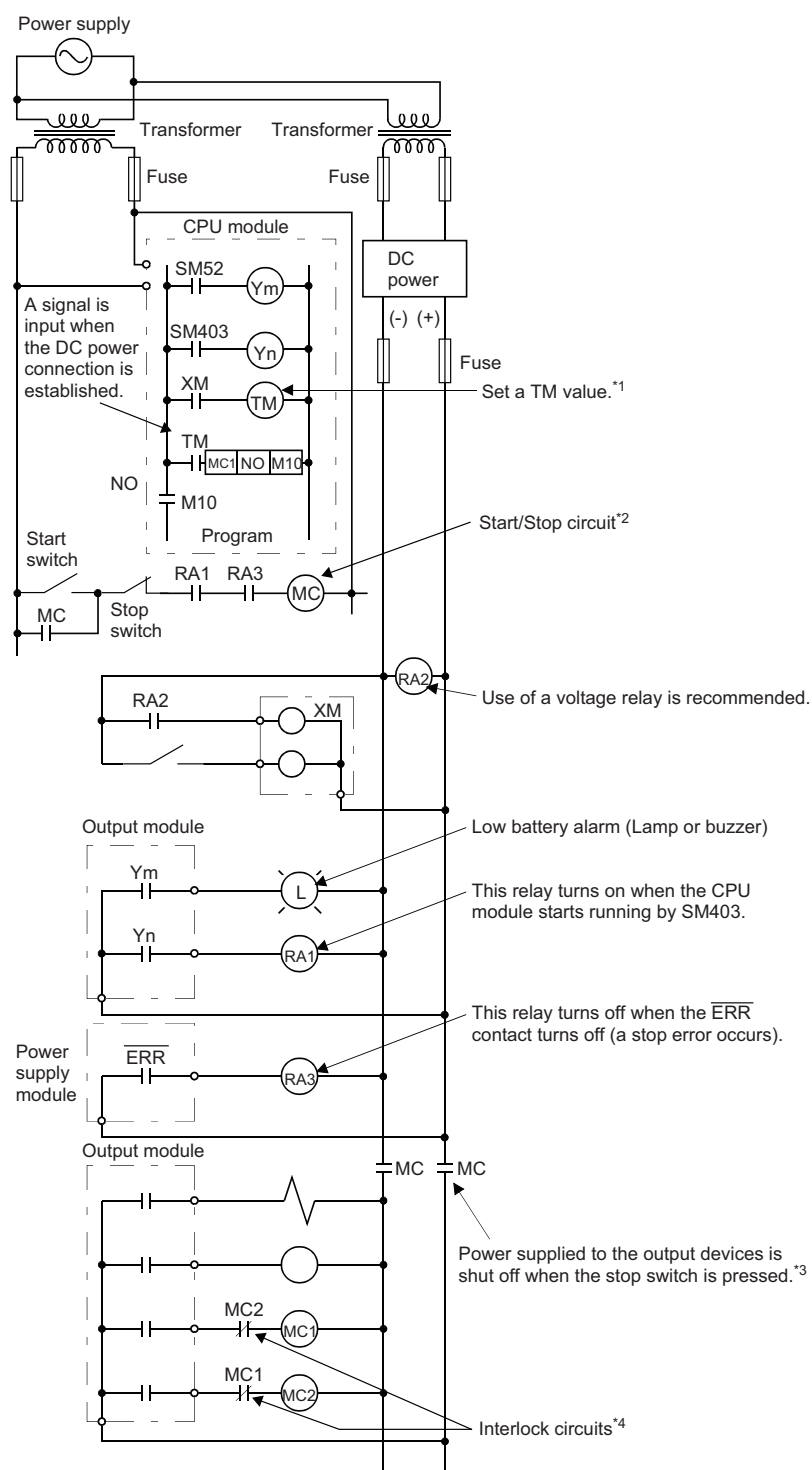 Power supply
Transformer
Transformer
Fuse
Fuse
CPU module
DC
power
SM52
Ym
A signal is
input when
the DC power
connection is
established.
(-) (+)
SM403
Yn
Fuse
XM
TM
Set a TM value.*1
TM
MC1 NO M10
NO
M10
Program
Start/Stop circuit*2
Start
switch
RA1
RA3
MC
Stop
switch
MC
RA2
Use of a voltage relay is recommended.
RA2
XM
Output module
Low battery alarm (Lamp or buzzer)
Ym
L
This relay turns on when the CPU
module starts running by SM403.
Yn
RA1
This relay turns off when the ERR
contact turns off (a stop error occurs).
Power
supply
module
ERR
RA3
Output module
MC
MC
Power supplied to the output devices is
shut off when the stop switch is pressed.*3
MC2
MC1
MC1
MC2
Interlock circuits*4